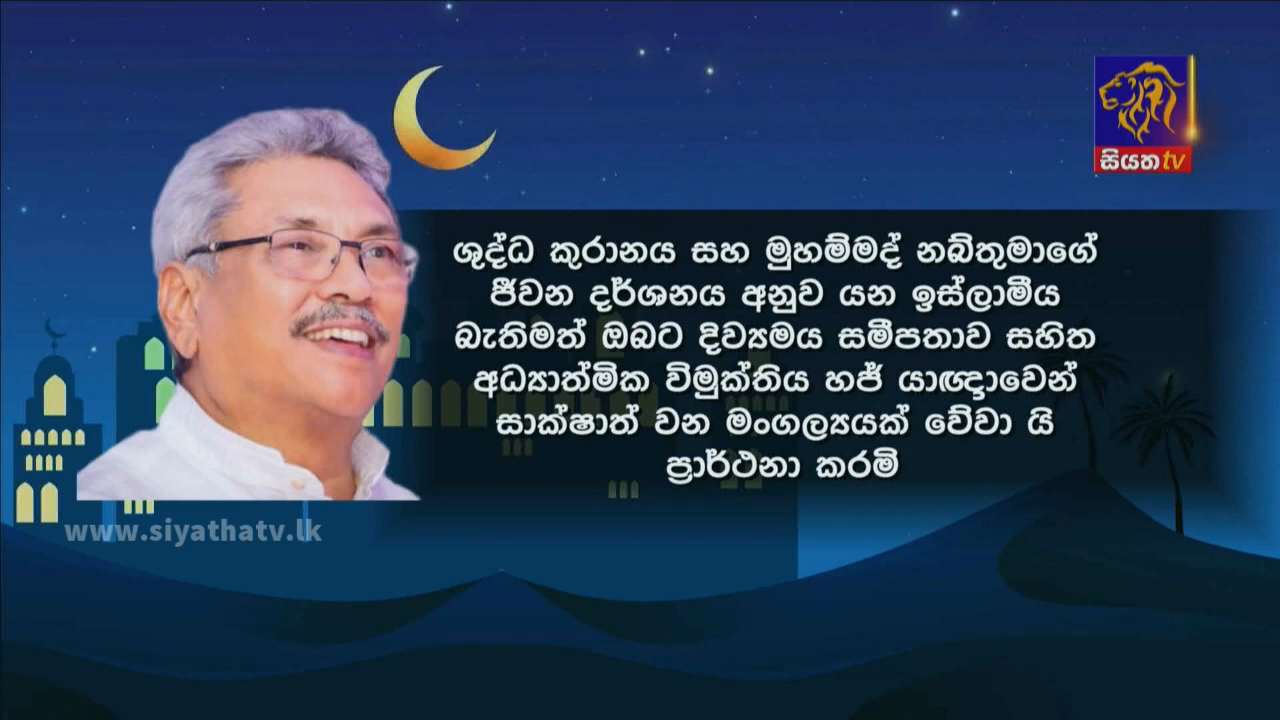 සියත tv
ශුද්ධ කුරානය සහ මුහම්මද් නබිතුමාගේ
ජීවන දර්ශනය අනුව යන ඉස්ලාමීය
බැතිමත් ඔබට දිව්‍යමය සමීපතාව සහිත
අධ්‍යාත්මික විමුක්තිය හජ් යාඥාවෙන්
සාක්ෂාත් වන මංගල්‍යයක් වේවා යි
ප්‍රාර්ථනා කරමි
www.siyathatv.lk